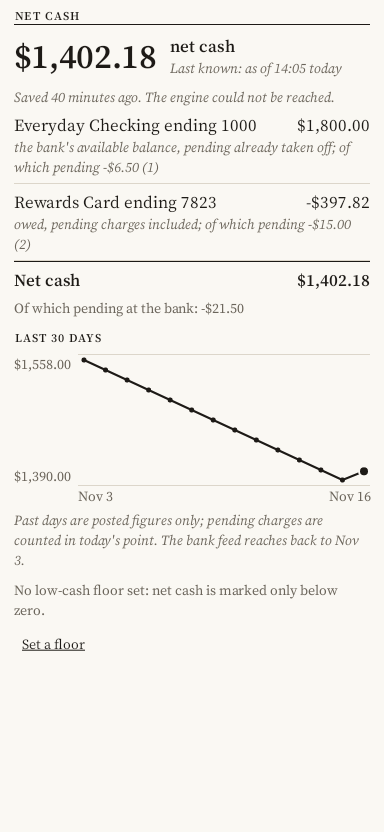 NET CASH
$1,402.18 net cash
Last known: as of 14:05 today
Saved 40 minutes ago. The engine could not be reached.
Everyday Checking ending 1000 $1,800.00
the bank's available balance, pending already taken off; of
which pending -$6.50 (1)
Rewards Card ending 7823 -$397.82
owed, pending charges included; of which pending -$15.00
(2)
Net cash $1,402.18
Of which pending at the bank: -$21.50
LAST 30 DAYS
$1,558.00
$1,390.00
Nov 3 Nov 16
Past days are posted figures only; pending charges are
counted in today's point. The bank feed reaches back to Nov
3.
No low-cash floor set: net cash is marked only below
zero.
Set a floor